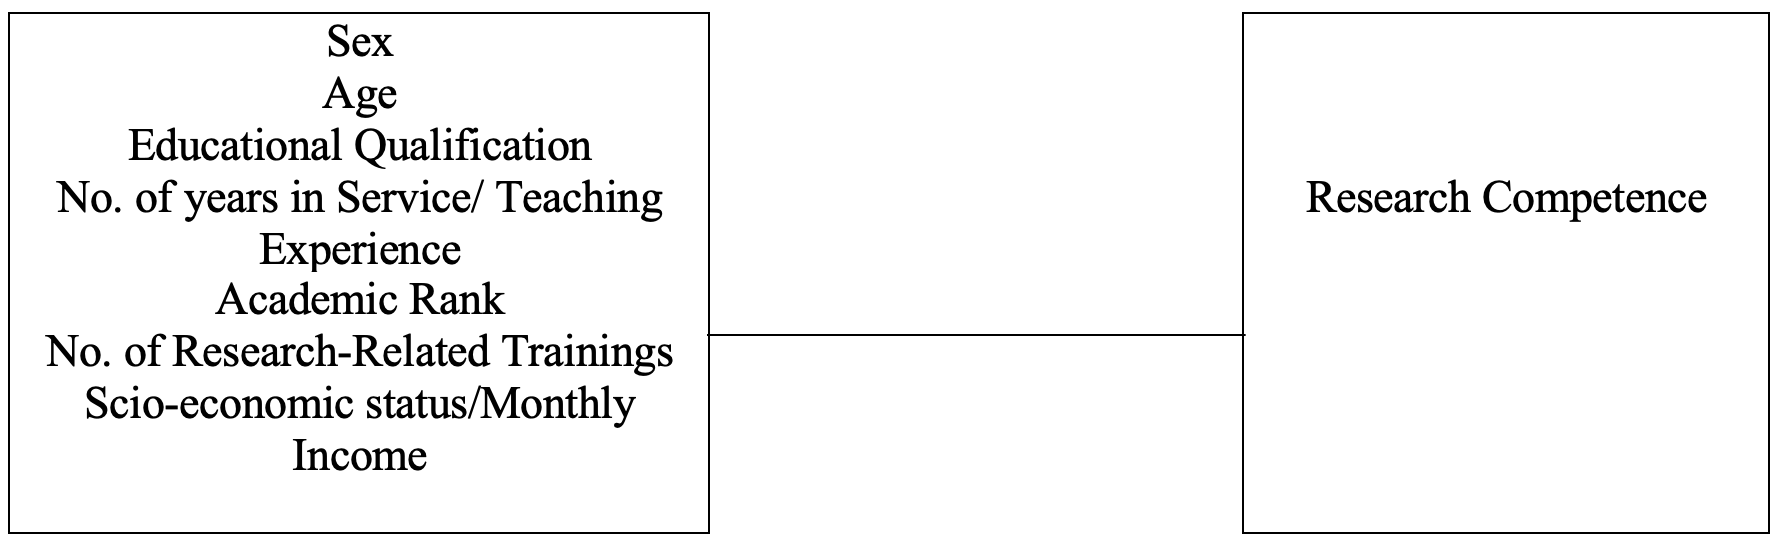 Sex
Age
Educational Qualification
No. of years in Service/ Teaching
Experience
Academic Rank
No. of Research-Related Trainings
Scio-economic status/Monthly
Income
Research Competence